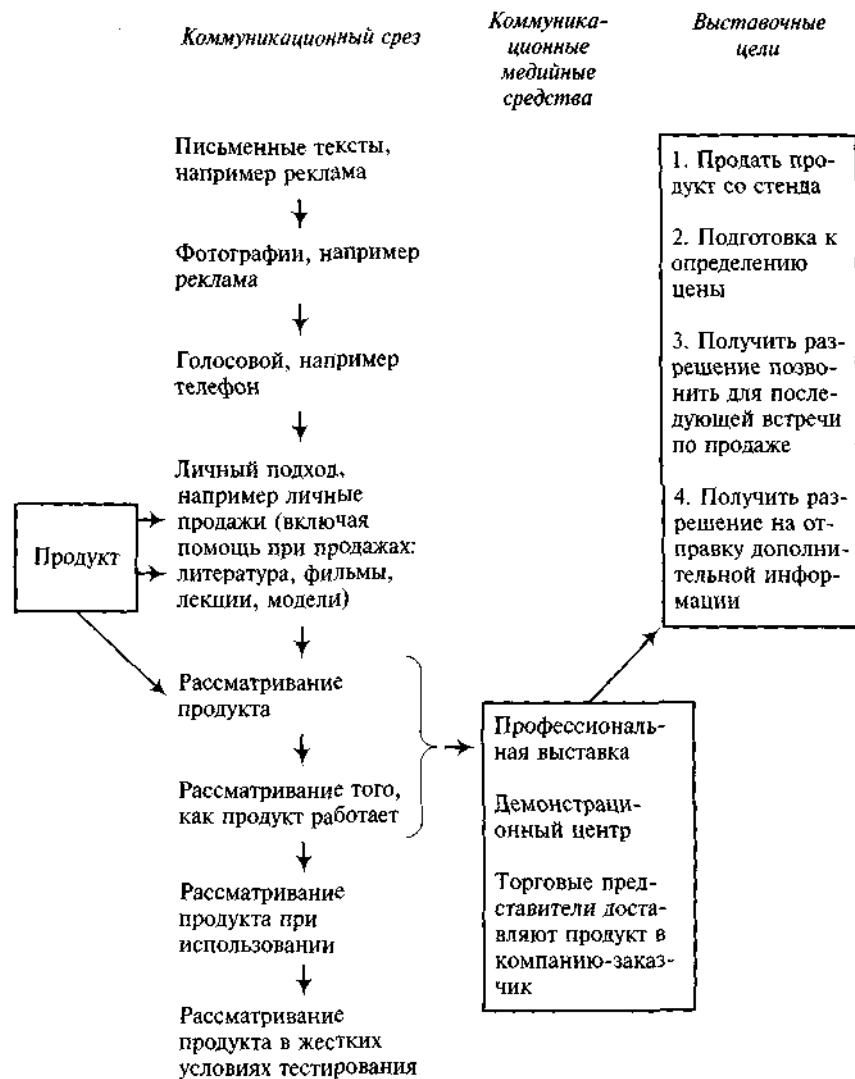 Коммуникационный срез
Коммуника-
ционные
медийные
средства
Выставочные
цели
Письменные тексты,
например реклама
Фотографии, например
реклама
Голосовой, например
телефон
Личный подход,
например личные
продажи (включая
помощь при продажах:
литература, фильмы,
лекции, модели)
Продукт
Рассматривание
продукта
Рассматривание того,
как продукт работает
Рассматривание
продукта при
использовании
Рассматривание
продукта в жестких
условиях тестирования
Профессиональ-
ная выставка
Демонстраци-
онный центр
Торговые пред-
ставители доста-
вляют продукт в
компанию-заказ-
чик
1. Продать про-
дукт со стенда
2. Подготовка к
определению
цены
3. Получить раз-
решение позво-
нить для после-
дующей встречи
по продаже
4. Получить раз-
решение на от-
правку дополни-
тельной инфор-
мации